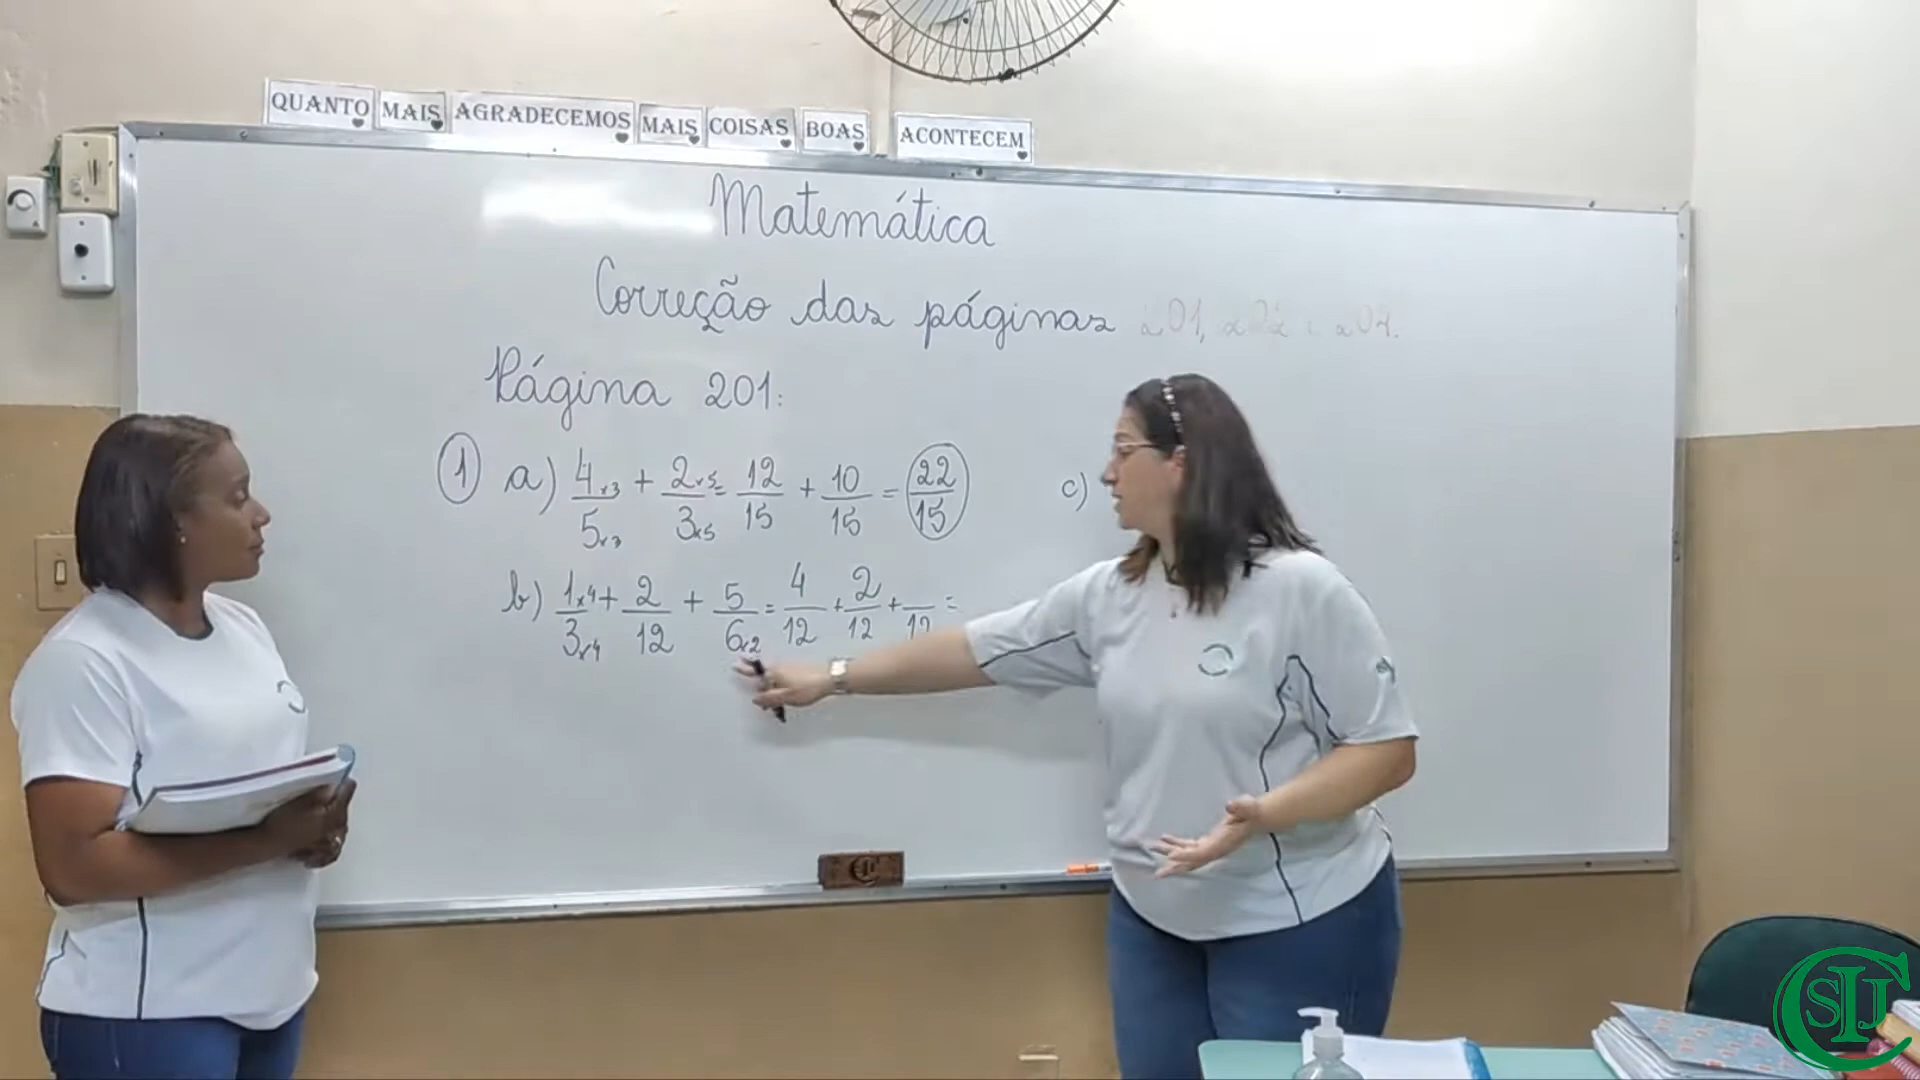 QUANTO MAIS AGRADECEMOS MAIS COISAS BOAS ACONTECEM
Matemática
Correção das páginas 201, 202 e 204.
Página 201:
1 a) 4x3/5x3 + 2x5/3x5 = 12/15 + 10/15 = 22/15
c)
b) 1x4/3x4 + 2/12 + 5/6x2 = 4/12 + 2/12 + /12 =
CSIJ